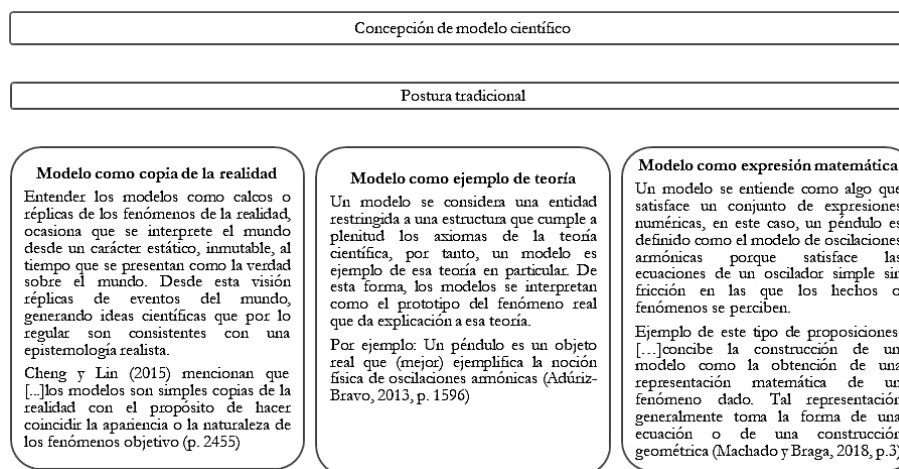 Concepción de modelo científico
Postura tradicional
Modelo como copia de la realidad
Entender los modelos como calcos o
réplicas de los fenómenos de la realidad,
ocasiona que se interprete el mundo
desde un carácter estático, inmutable, al
tiempo que se presentan como la verdad
sobre el mundo. Desde esta visión
réplicas de eventos del mundo,
generando ideas científicas que por lo
regular son consistentes con una
epistemología realista.
Cheng y Lin (2015) mencionan que
[...]los modelos son simples copias de la
realidad con el propósito de hacer
coincidir la apariencia o la naturaleza de
los fenómenos objetivo (p. 2455)
Modelo como ejemplo de teoría
Un modelo se considera una entidad
restringida a una estructura que cumple a
plenitud los axiomas de la teoría
científica, por tanto, un modelo es
ejemplo de esa teoría en particular. De
esta forma, los modelos se interpretan
como el prototipo del fenómeno real
que da explicación a esa teoría.
Por ejemplo: Un péndulo es un objeto
real que (mejor) ejemplifica la noción
física de oscilaciones armónicas (Adúriz-
Bravo, 2013, p. 1596)
Modelo como expresión matemática
Un modelo se entiende como algo que
satisface un conjunto de expresiones
numéricas, en este caso, un péndulo es
definido como el modelo de oscilaciones
armónicas porque satisface las
ecuaciones de un oscilador simple sin
fricción en las que los hechos o
fenómenos se perciben.
Ejemplo de este tipo de proposiciones
[...]concibe la construcción de un
modelo como la obtención de una
representación matemática de un
fenómeno dado. Tal representación
generalmente toma la forma de una
ecuación o de una construcción
geométrica (Machado y Braga, 2018, p.3)